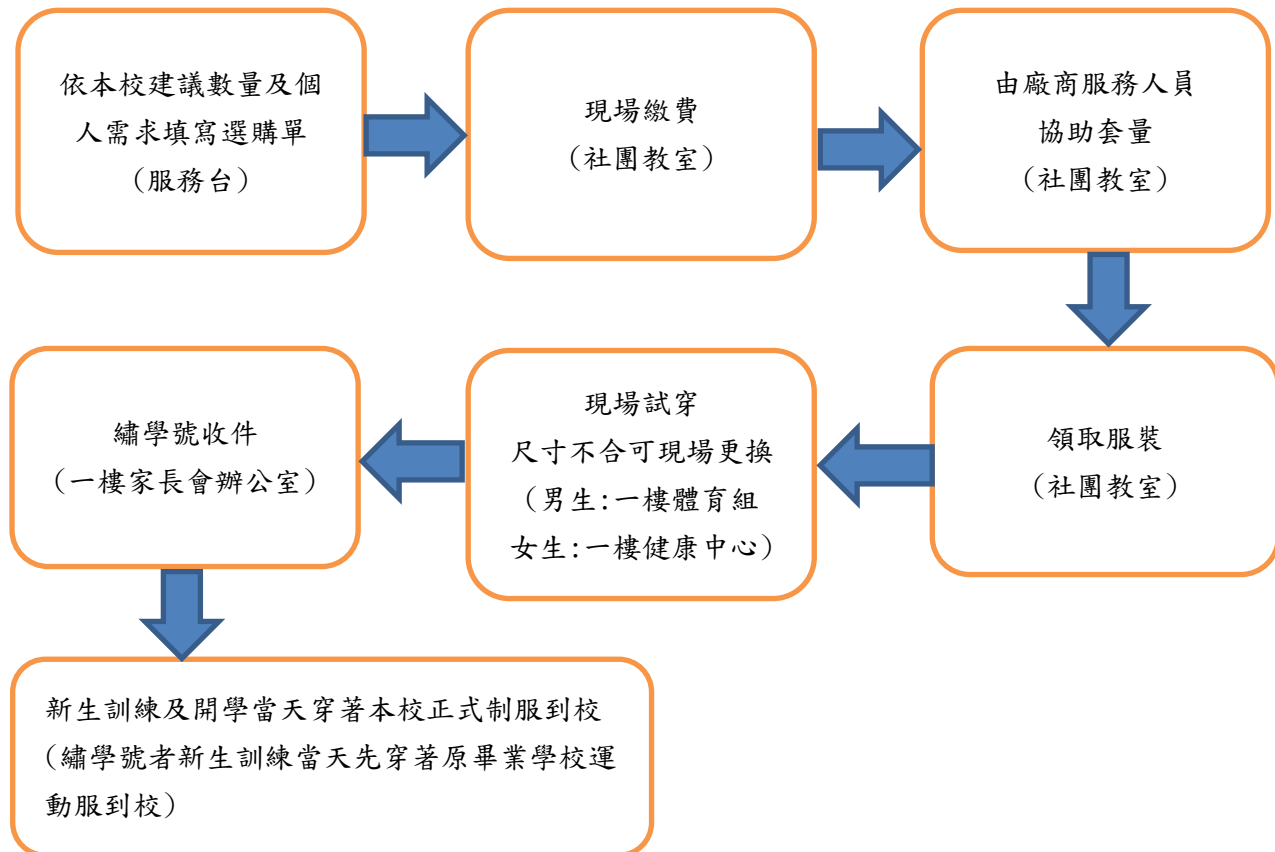 依本校建議數量及個
人需求填寫選購單
（服務台）
現場繳費
（社團教室）
由廠商服務人員
協助套量
（社團教室）
領取服裝
（社團教室）
現場試穿
尺寸不合可現場更換
（男生:一樓體育組
女生:一樓健康中心）
繡學號收件
（一樓家長會辦公室）
新生訓練及開學當天穿著本校正式制服到校
（繡學號者新生訓練當天先穿著原畢業學校運
動服到校）